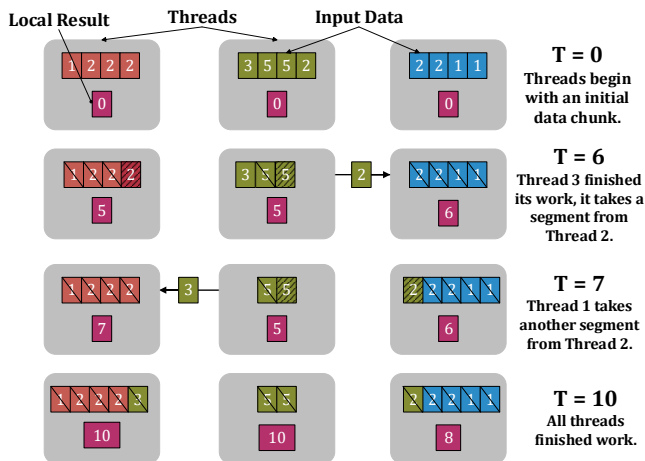 Local Result Threads Input Data
1 2 2 2 3 5 5 2 2 2 1 1
0 0 0
T = 0
Threads begin
with an initial
data chunk.
1 2 2 2 3 5 5 2 2 2 1 1
5 5 6
T = 6
Thread 3 finished
its work, it takes a
segment from
Thread 2.
1 2 2 2 3 5 5 2 2 2 1 1
7 5 6
T = 7
Thread 1 takes
another segment
from Thread 2.
1 2 2 2 3 5 5 2 2 2 1 1
10 10 8
T = 10
All threads
finished work.